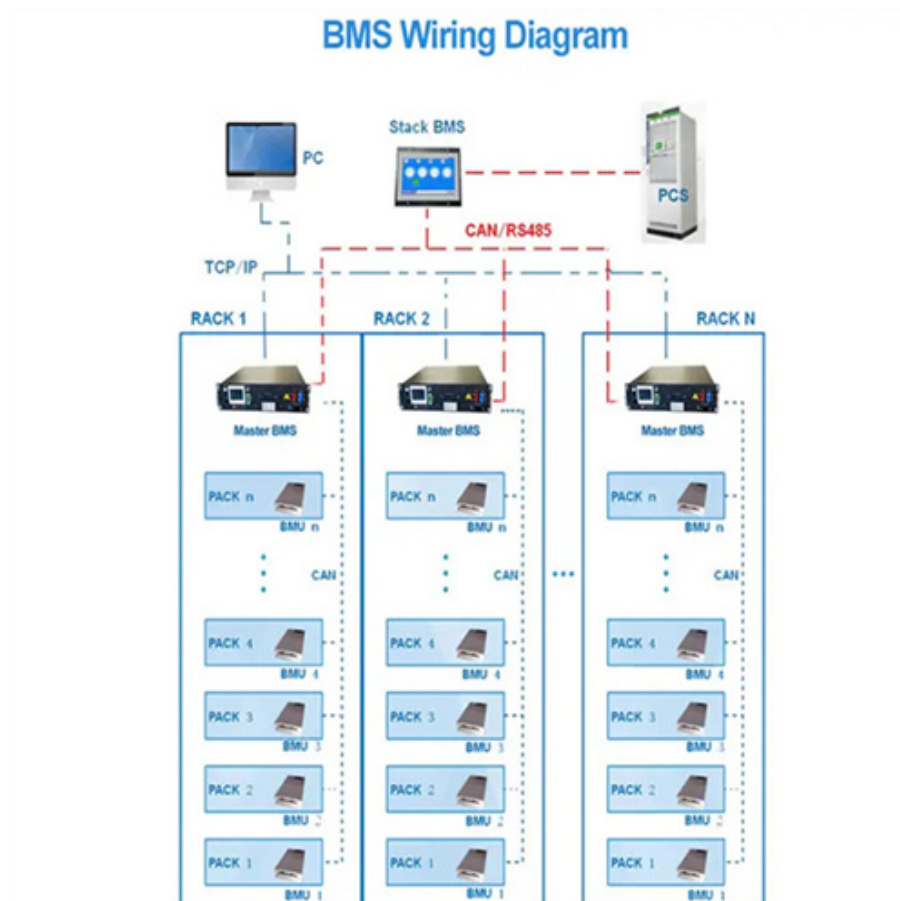 BMS Wiring Diagram
Stack BMS
PC
PCS
CAN/RS485
TCP/IP
RACK 1
RACK 2
RACK N
Master BMS
Master BMS
Master BMS
PACK n
PACK n
PACK n
BMU n
BMU n
BMU n
CAN
CAN
CAN
PACK 4
PACK 4
PACK 4
BMU 4
BMU 4
BMU 4
PACK 3
PACK 3
PACK 3
BMU 3
BMU 3
BMU 3
PACK 2
PACK 2
PACK 2
BMU 2
BMU 2
BMU 2
PACK 1
PACK 1
PACK 1
BMU 1
BMU 1
BMU 1